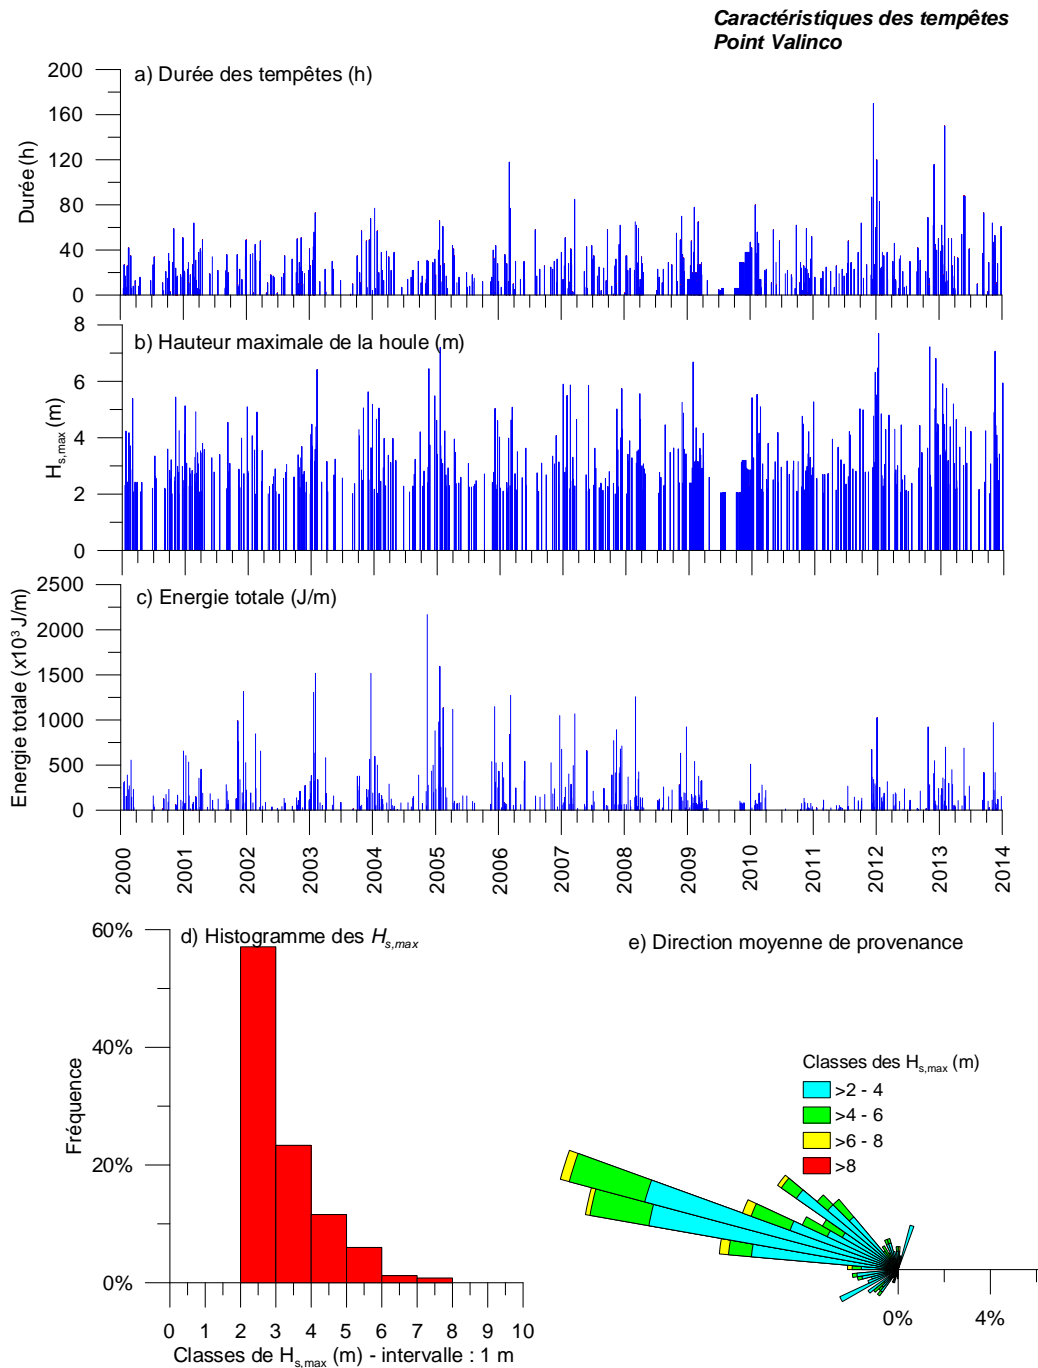 Caractéristiques des tempêtes
Point Valinco
a) Durée des tempêtes (h)
Durée (h)
200
160
120
80
40
0
b) Hauteur maximale de la houle (m)
Hs,max (m)
8
6
4
2
0
c) Energie totale (J/m)
Energie totale (x10³ J/m)
2500
2000
1500
1000
500
0
2000 2001 2002 2003 2004 2005 2006 2007 2008 2009 2010 2011 2012 2013 2014
d) Histogramme des Hs,max
Fréquence
60%
40%
20%
0%
0 1 2 3 4 5 6 7 8 9 10
Classes de Hs,max (m) - intervalle : 1 m
e) Direction moyenne de provenance
Classes des Hs,max (m)
>2 - 4
>4 - 6
>6 - 8
>8
0% 4%